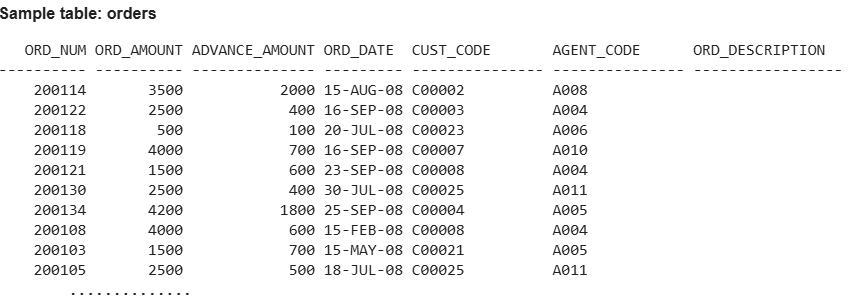 Sample table: orders
ORD_NUM ORD_AMOUNT ADVANCE_AMOUNT ORD_DATE CUST_CODE AGENT_CODE ORD_DESCRIPTION
---------- ---------- -------------- --------- --------------- --------------- -----------------
200114 3500 2000 15-AUG-08 C00002 A008
200122 2500 400 16-SEP-08 C00003 A004
200118 500 100 20-JUL-08 C00023 A006
200119 4000 700 16-SEP-08 C00007 A010
200121 1500 600 23-SEP-08 C00008 A004
200130 2500 400 30-JUL-08 C00025 A011
200134 4200 1800 25-SEP-08 C00004 A005
200108 4000 600 15-FEB-08 C00008 A004
200103 1500 700 15-MAY-08 C00021 A005
200105 2500 500 18-JUL-08 C00025 A011
..............